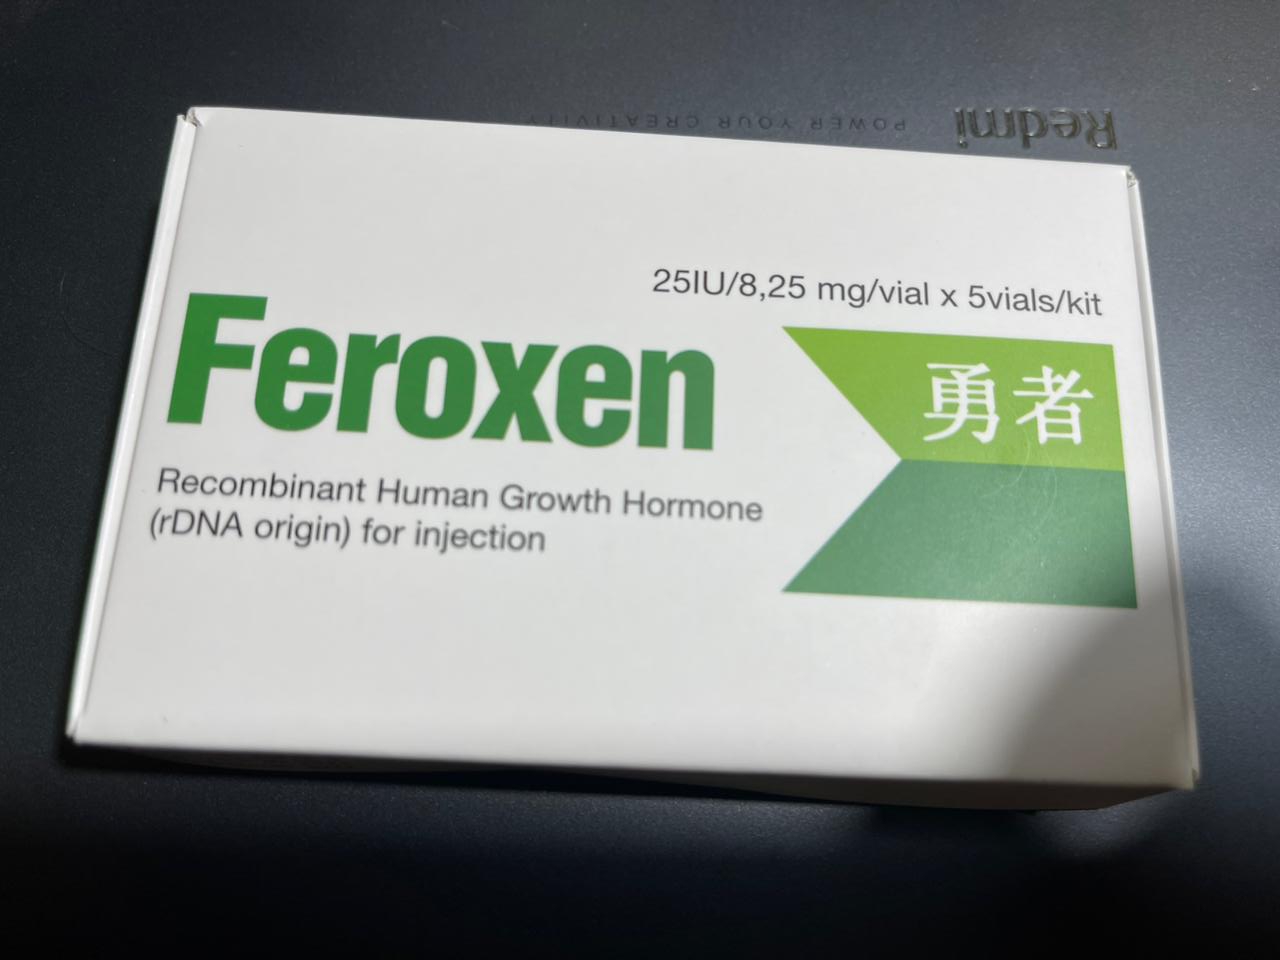 Redmi
POWER YOUR CREATIVITY
25IU/8,25 mg/vial x 5vials/kit
Feroxen
勇者
Recombinant Human Growth Hormone
(rDNA origin) for injection